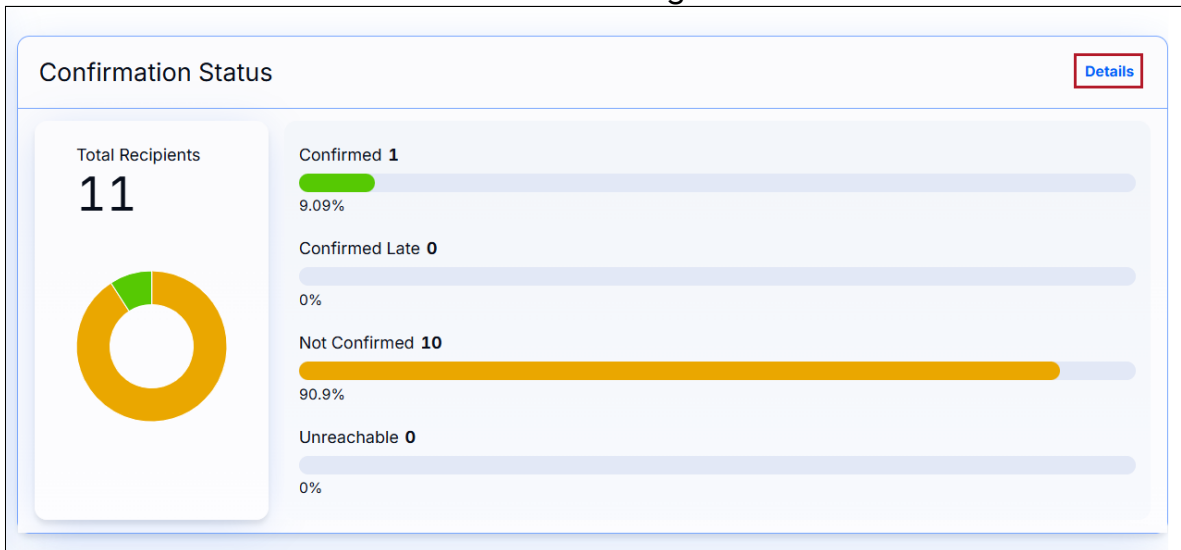 Confirmation Status
Details
Total Recipients
11
Confirmed 1
9.09%
Confirmed Late 0
0%
Not Confirmed 10
90.9%
Unreachable 0
0%